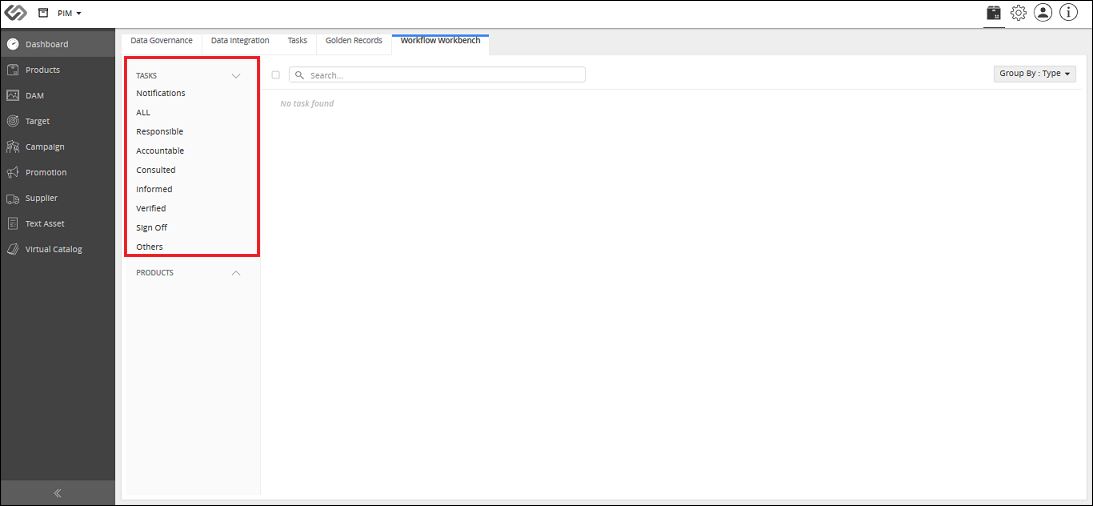 PIM
Data Governance Data Integration Tasks Golden Records Workflow Workbench
Dashboard
Products
DAM
Target
Campaign
Promotion
Supplier
Text Asset
Virtual Catalog
TASKS
Notifications
ALL
Responsible
Accountable
Consulted
Informed
Verified
Sign Off
Others
PRODUCTS
Search...
Group By : Type
No task found